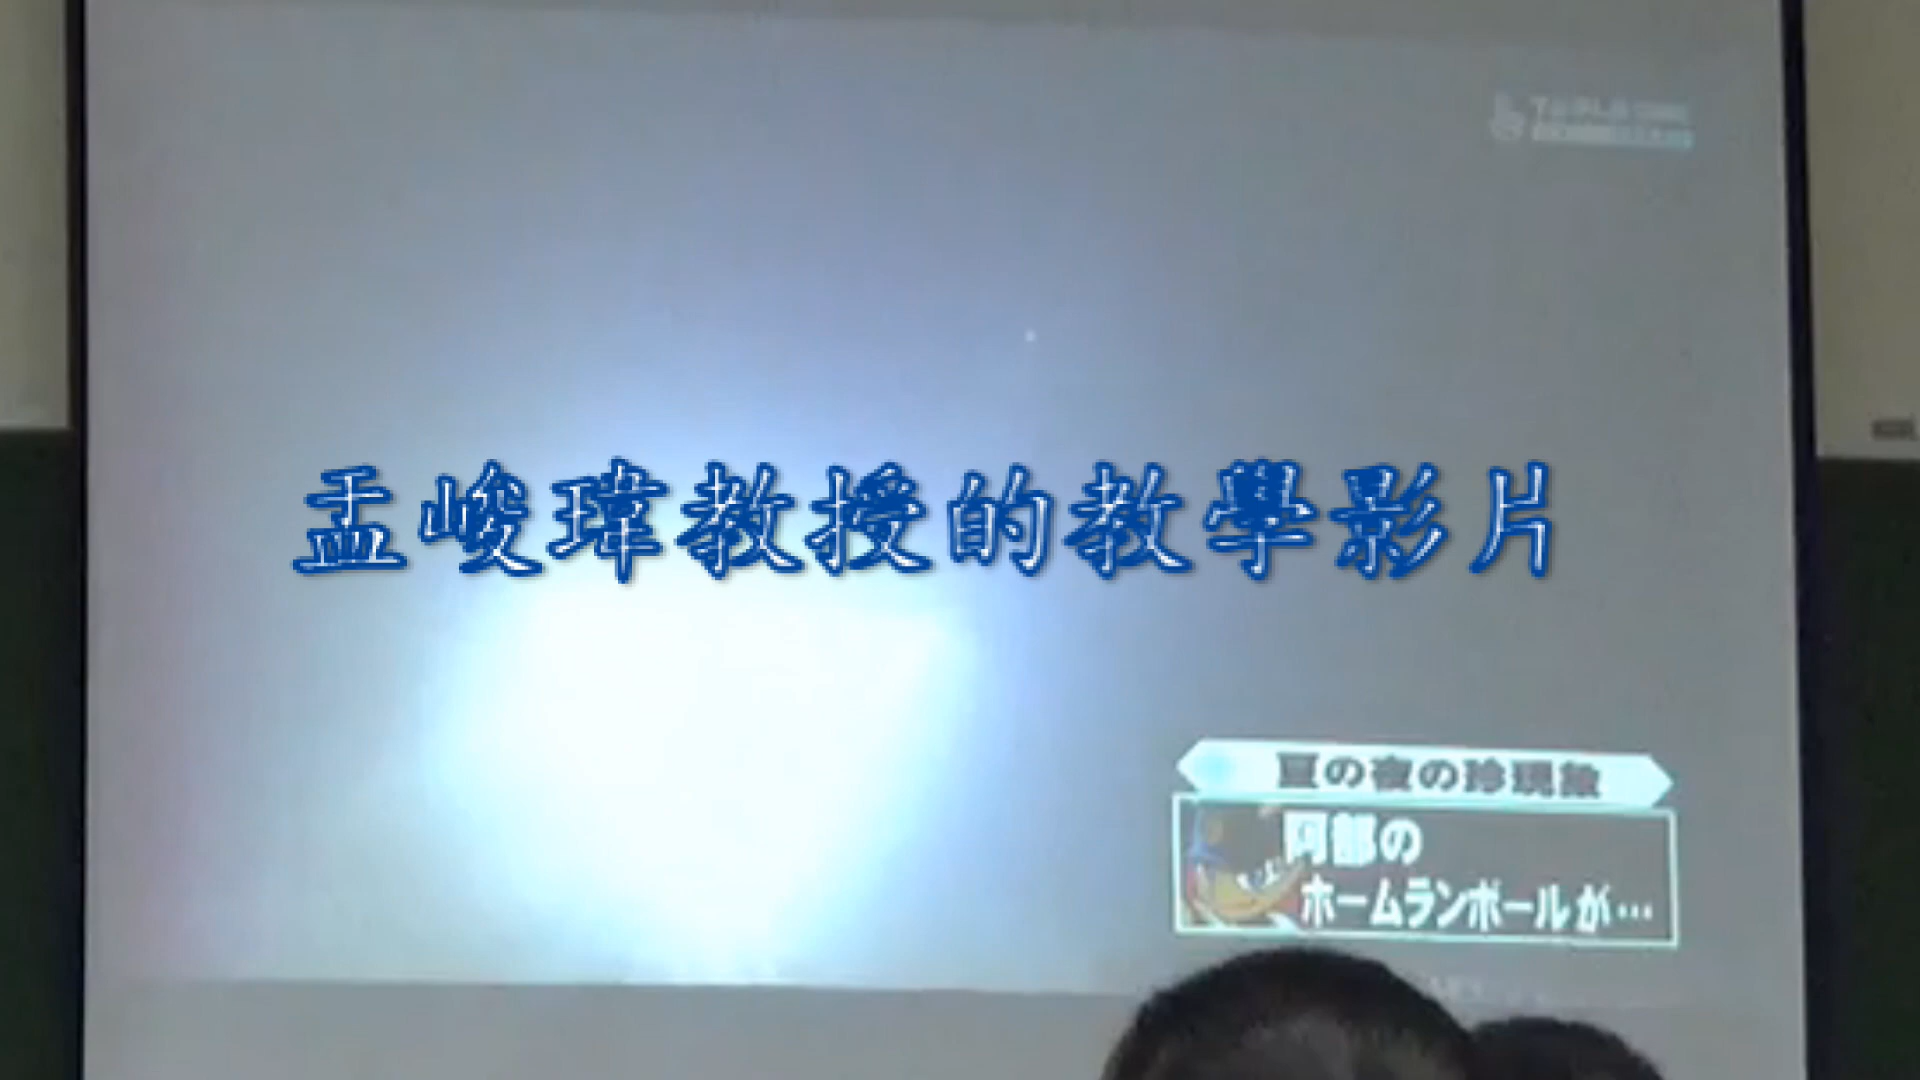 孟峻瑋教授的教學影片
夏の夜の珍現象
阿部の
ホームランボールが…